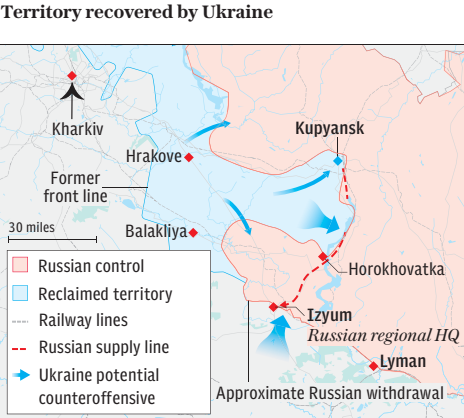 Territory recovered by Ukraine
Kharkiv
Kupyansk
Hrakove
Former
front line
30 miles
Balakliya
Horokhovatka
Russian control
Reclaimed territory
Railway lines
Russian supply line
Ukraine potential
counteroffensive
Izyum
Russian regional HQ
Lyman
Approximate Russian withdrawal